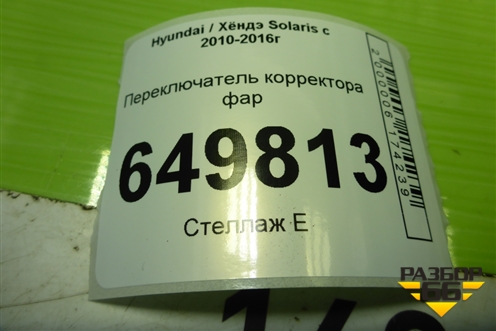 Hyundai / Хёндэ Solaris с
2010-2016г
Переключатель корректора
фар
649813
Стеллаж Е
2000006174239
РАЗБОР
66